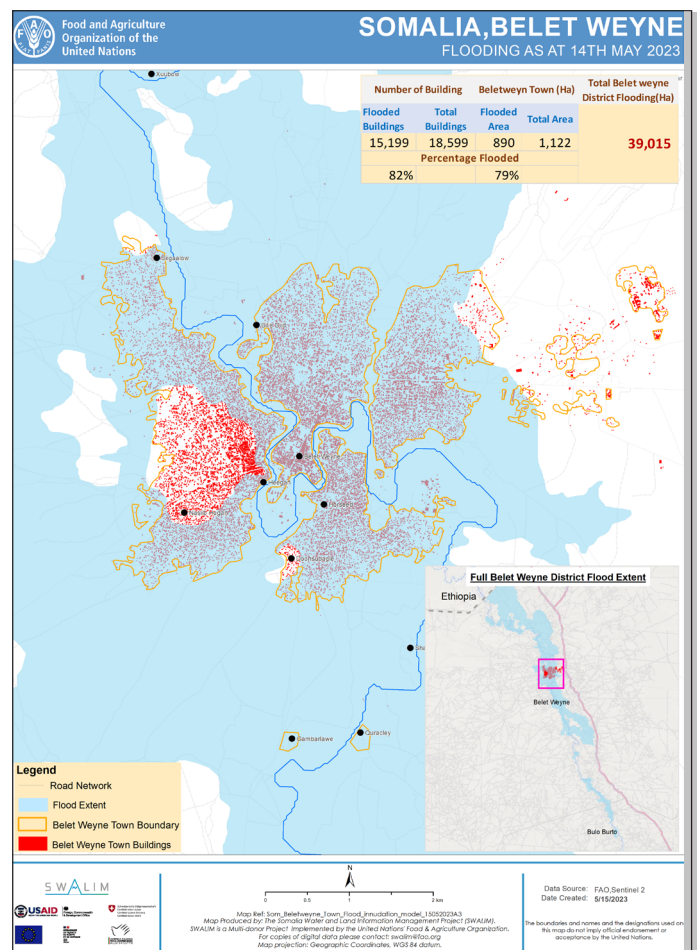 Food and Agriculture
Organization of the
United Nations
SOMALIA,BELET WEYNE
FLOODING AS AT 14TH MAY 2023
Number of Building
Beletweyn Town (Ha)
Total Belet weyne
District Flooding(Ha)
Flooded
Buildings
Total
Buildings
Flooded
Area
Total Area
15,199
18,599
890
1,122
39,015
Percentage Flooded
82%
79%
Xuubow
Quracley
Full Belet Weyne District Flood Extent
Ethiopia
Belet Weyne
Bulo Burto
Legend
Road Network
Flood Extent
Belet Weyne Town Boundary
Belet Weyne Town Buildings
SWALIM
USAID
N
0 0.5 1 2 km
Map Ref: Som_Beletweyne_Town_Flood_Innudation_model_15052023A3
Map Produced by: The Somalia Water and Land Information Management Project (SWALIM).
SWALIM is a Multi-donor Project Implemented by the United Nations' Food & Agriculture Organization.
For copies of digital data please contact: swalim@fao.org
Map projection: Geographic Coordinates, WGS 84 datum.
Data Source: FAO,Sentinel 2
Date Created: 5/15/2023
The boundaries and names and the designations used on
this map do not imply official endorsement or
acceptance by the United Nations.